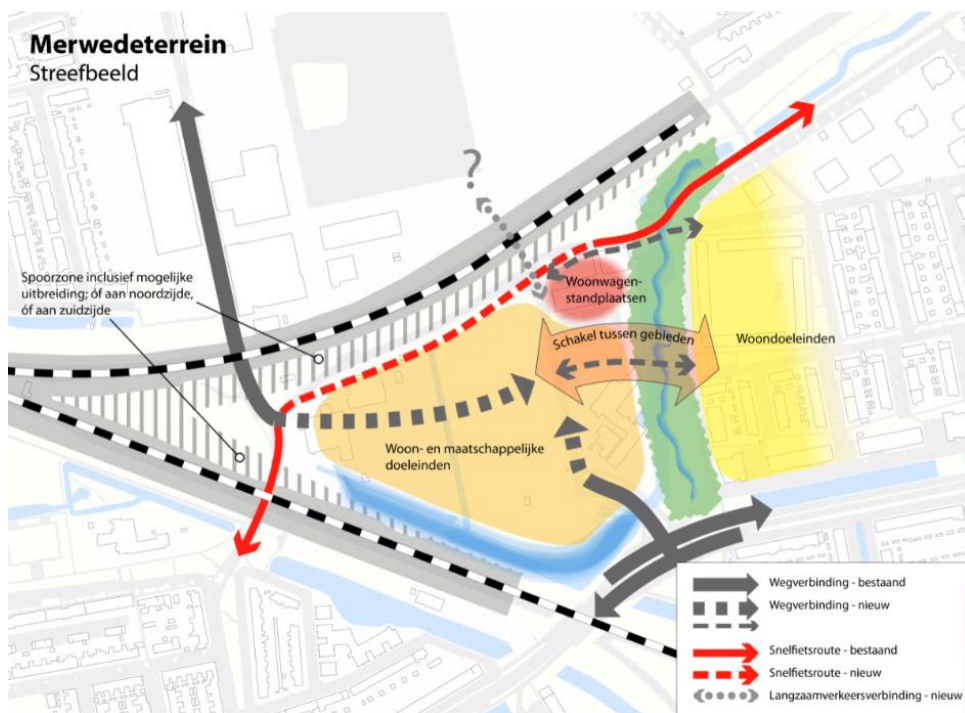 Merwedeterrein
Streefbeeld
?
Spoorzone inclusief mogelijke
uitbreiding; óf aan noordzijde,
óf aan zuidzijde
Woonwagen-
standplaatsen
Schakel tussen gebieden
Woondoeleinden
Woon- en maatschappelijke
doeleinden
Wegverbinding - bestaand
Wegverbinding - nieuw
Snelfietsroute - bestaand
Snelfietsroute - nieuw
Langzaamverkeersverbinding - nieuw